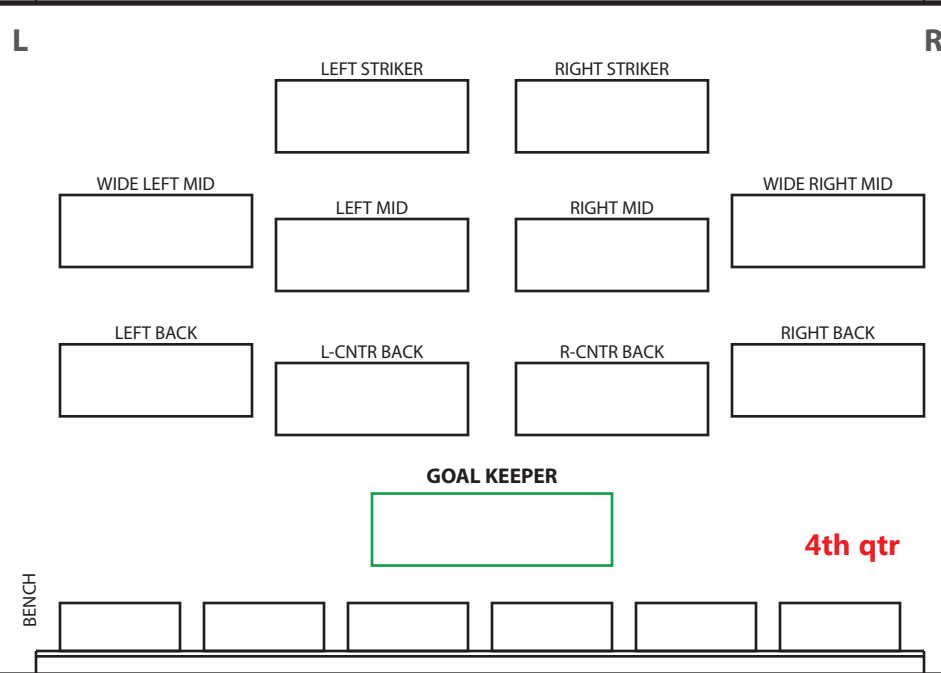 L
R
LEFT STRIKER
RIGHT STRIKER
WIDE LEFT MID
WIDE RIGHT MID
LEFT MID
RIGHT MID
LEFT BACK
RIGHT BACK
L-CNTR BACK
R-CNTR BACK
GOAL KEEPER
4th qtr
BENCH